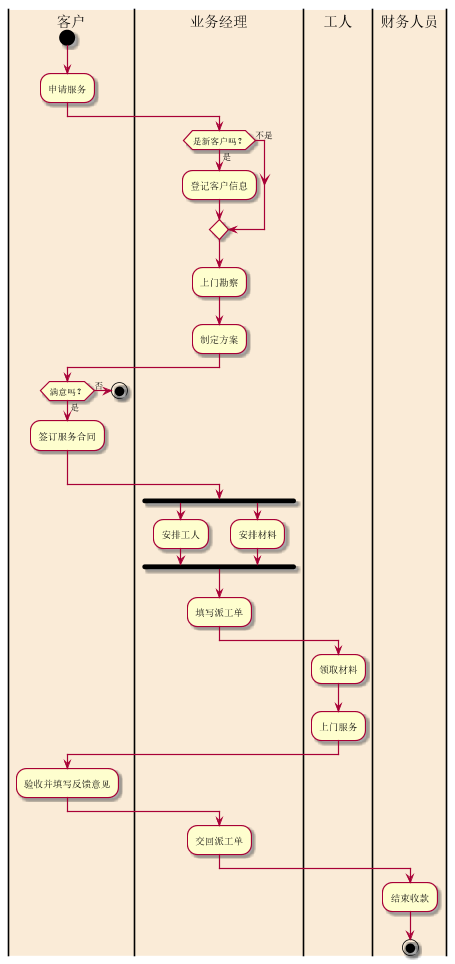 客户 业务经理 工人 财务人员
申请服务
是新客户吗？ 不是
是
登记客户信息
上门勘察
制定方案
满意吗？ 否
是
签订服务合同
安排工人 安排材料
填写派工单
领取材料
上门服务
验收并填写反馈意见
交回派工单
结束收款